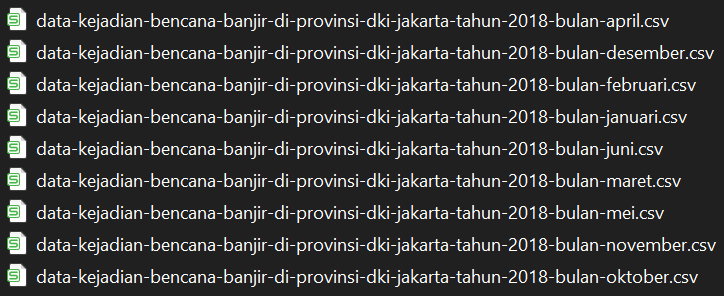 data-kejadian-bencana-banjir-di-provinsi-dki-jakarta-tahun-2018-bulan-april.csv
data-kejadian-bencana-banjir-di-provinsi-dki-jakarta-tahun-2018-bulan-desember.csv
data-kejadian-bencana-banjir-di-provinsi-dki-jakarta-tahun-2018-bulan-februari.csv
data-kejadian-bencana-banjir-di-provinsi-dki-jakarta-tahun-2018-bulan-januari.csv
data-kejadian-bencana-banjir-di-provinsi-dki-jakarta-tahun-2018-bulan-juni.csv
data-kejadian-bencana-banjir-di-provinsi-dki-jakarta-tahun-2018-bulan-maret.csv
data-kejadian-bencana-banjir-di-provinsi-dki-jakarta-tahun-2018-bulan-mei.csv
data-kejadian-bencana-banjir-di-provinsi-dki-jakarta-tahun-2018-bulan-november.csv
data-kejadian-bencana-banjir-di-provinsi-dki-jakarta-tahun-2018-bulan-oktober.csv